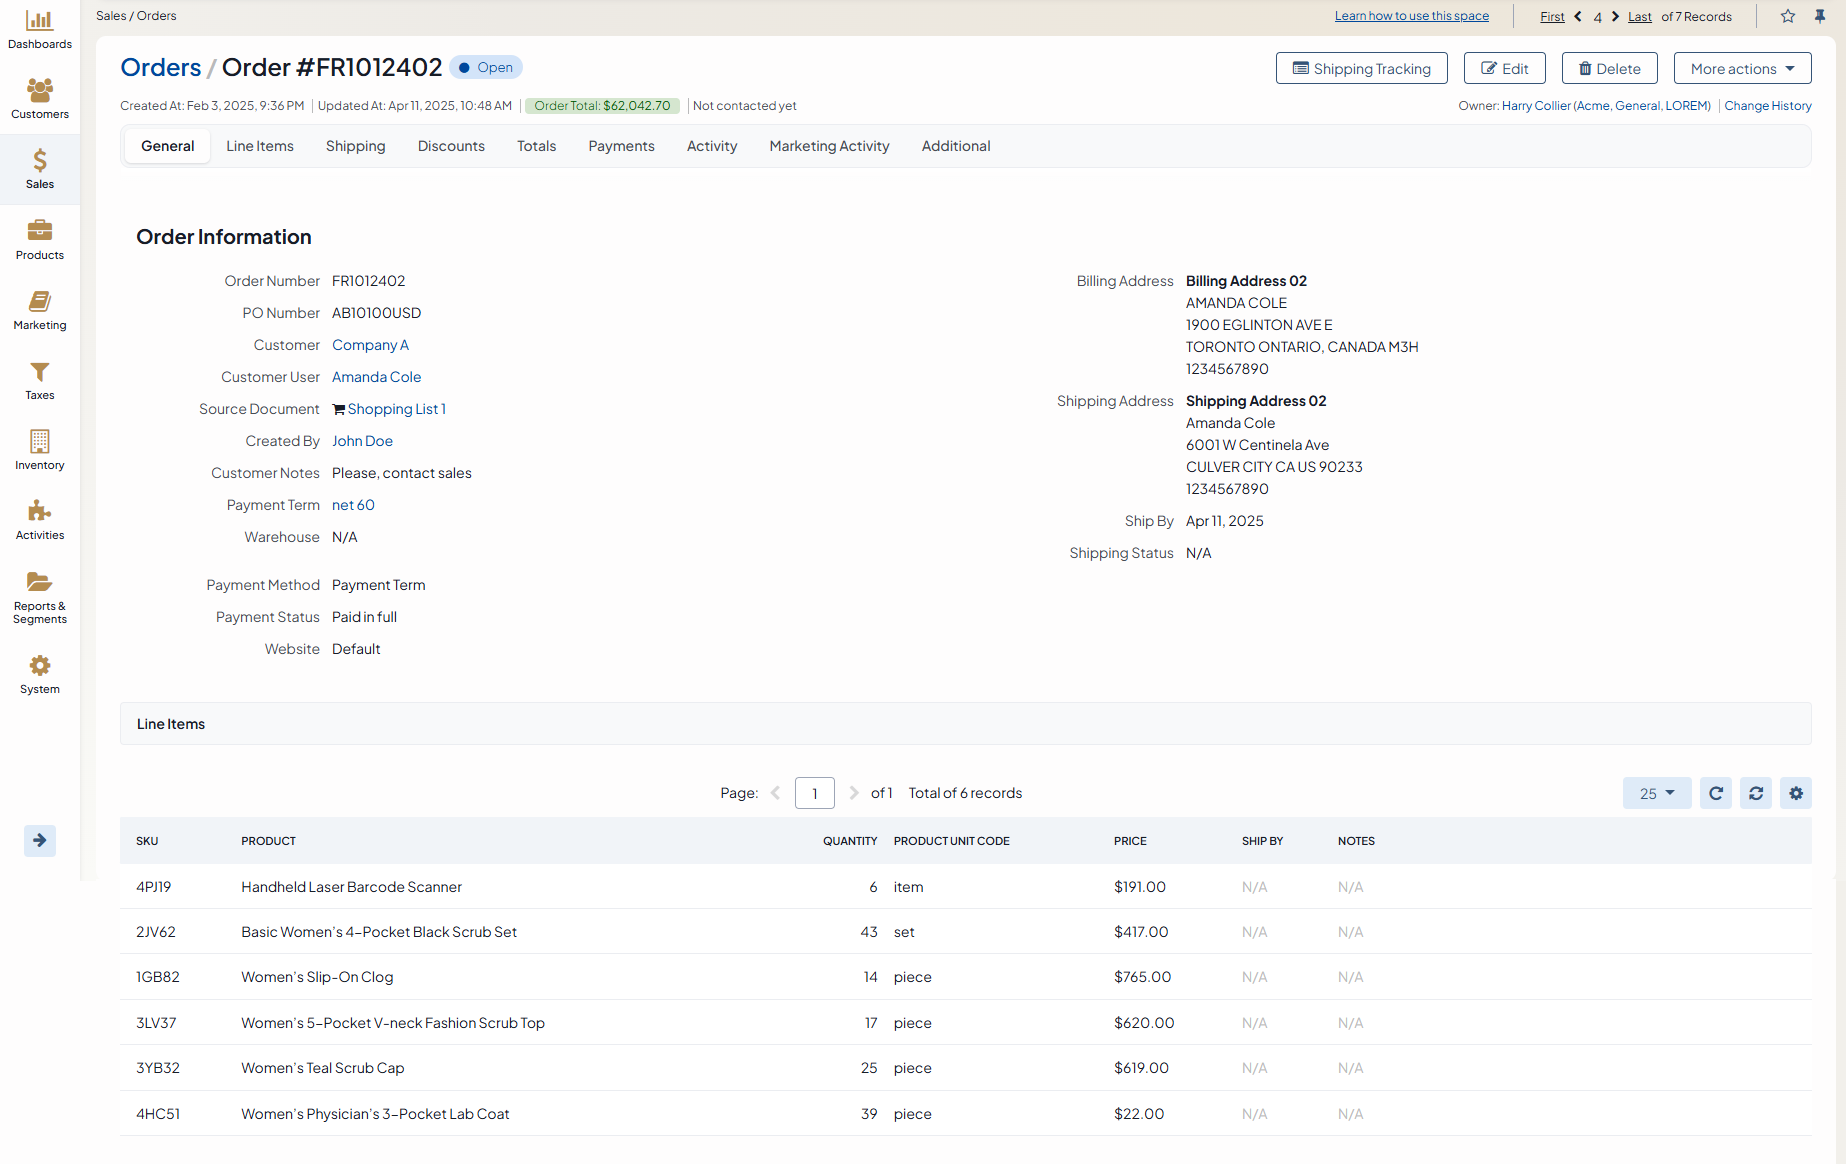 Sales / Orders
Learn how to use this space
First 4 Last of 7 Records
Dashboards
Customers
Sales
Products
Marketing
Taxes
Inventory
Activities
Reports & Segments
System
Orders / Order #FR1012402 Open
Shipping Tracking Edit Delete More actions
Created At: Feb 3, 2025, 9:36 PM Updated At: Apr 11, 2025, 10:48 AM Order Total: $62,042.70 Not contacted yet
Owner: Harry Collier (Acme, General, LOREM) Change History
General Line Items Shipping Discounts Totals Payments Activity Marketing Activity Additional
Order Information
Order Number FR1012402
PO Number AB10100USD
Customer Company A
Customer User Amanda Cole
Source Document Shopping List 1
Created By John Doe
Customer Notes Please, contact sales
Payment Term net 60
Warehouse N/A
Payment Method Payment Term
Payment Status Paid in full
Website Default
Billing Address Billing Address 02
AMANDA COLE
1900 EGLINTON AVE E
TORONTO ONTARIO, CANADA M3H
1234567890
Shipping Address Shipping Address 02
Amanda Cole
6001 W Centinela Ave
CULVER CITY CA US 90233
1234567890
Ship By Apr 11, 2025
Shipping Status N/A
Line Items
Page: 1 of 1 Total of 6 records
25
SKU PRODUCT QUANTITY PRODUCT UNIT CODE PRICE SHIP BY NOTES
4PJ19 Handheld Laser Barcode Scanner 6 item $191.00 N/A N/A
2JV62 Basic Women’s 4–Pocket Black Scrub Set 43 set $417.00 N/A N/A
1GB82 Women’s Slip-On Clog 14 piece $765.00 N/A N/A
3LV37 Women’s 5–Pocket V-neck Fashion Scrub Top 17 piece $620.00 N/A N/A
3YB32 Women’s Teal Scrub Cap 25 piece $619.00 N/A N/A
4HC51 Women’s Physician’s 3–Pocket Lab Coat 39 piece $22.00 N/A N/A